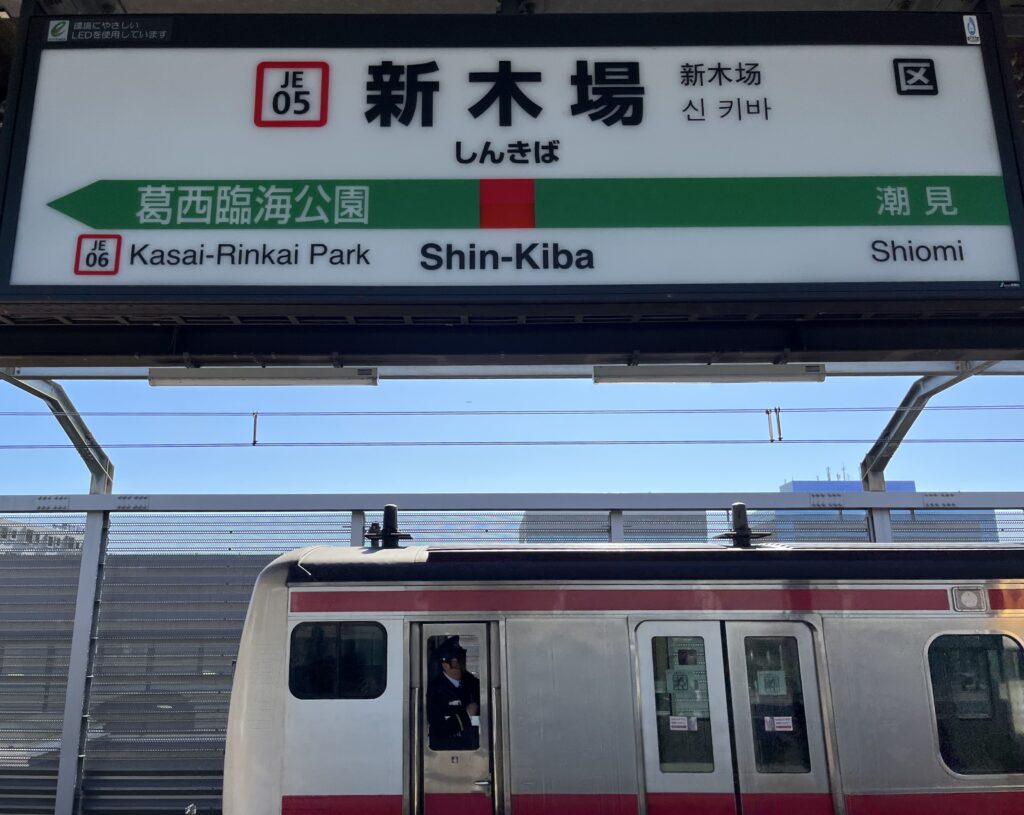 環境にやさしい
LEDを使用しています
JE
05
新木場
新木场
신 키바
区
しんきば
葛西臨海公園
潮見
JE
06
Kasai-Rinkai Park
Shin-Kiba
Shiomi
4